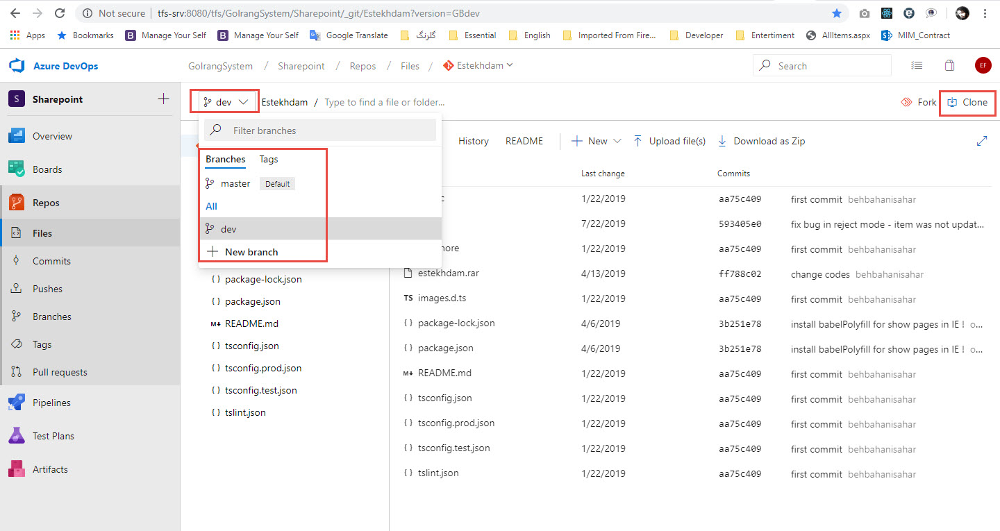 Not secure | tfs-srv:8080/tfs/GolrangSystem/Sharepoint/_git/Estekhdam?version=GBdev
Apps Bookmarks B Manage Your Self B Manage Your Self Google Translate گلرنگ Essential English Imported From Fire... Developer Entertiment AllItems.aspx MIM_Contract
Azure DevOps
GolrangSystem / Sharepoint / Repos / Files / Estekhdam
Search
EF
S Sharepoint
Overview
Boards
Repos
Files
Commits
Pushes
Branches
Tags
Pull requests
Pipelines
Test Plans
Artifacts
dev Estekhdam / Type to find a file or folder...
Fork Clone
Filter branches
Branches Tags
master Default
All
dev
New branch
{ } package-lock.json
{ } package.json
M↓ README.md
{ } tsconfig.json
{ } tsconfig.prod.json
{ } tsconfig.test.json
{ } tslint.json
History README New Upload file(s) Download as Zip
Last change Commits
1/22/2019 aa75c409 first commit behbahanisahar
7/22/2019 593405e0 fix bug in reject mode - item was not updat...
1/22/2019 aa75c409 first commit behbahanisahar
estekhdam.rar 4/13/2019 ff788c02 change codes behbahanisahar
TS images.d.ts 1/22/2019 aa75c409 first commit behbahanisahar
{ } package-lock.json 4/6/2019 3b251e78 install babelPolyfill for show pages in IE ! o...
{ } package.json 4/6/2019 3b251e78 install babelPolyfill for show pages in IE ! o...
M↓ README.md 1/22/2019 aa75c409 first commit behbahanisahar
{ } tsconfig.json 1/22/2019 aa75c409 first commit behbahanisahar
{ } tsconfig.prod.json 1/22/2019 aa75c409 first commit behbahanisahar
{ } tsconfig.test.json 1/22/2019 aa75c409 first commit behbahanisahar
{ } tslint.json 1/22/2019 aa75c409 first commit behbahanisahar